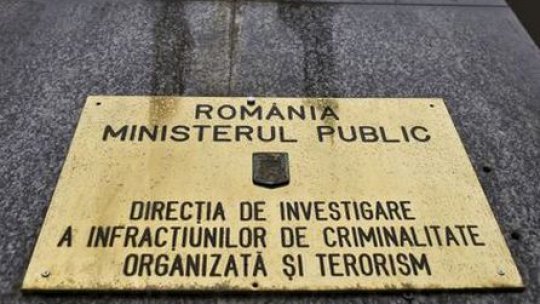 ROMÂNIA
MINISTERUL PUBLIC
DIRECȚIA DE INVESTIGARE
A INFRACȚIUNILOR DE CRIMINALITATE
ORGANIZATĂ ȘI TERORISM